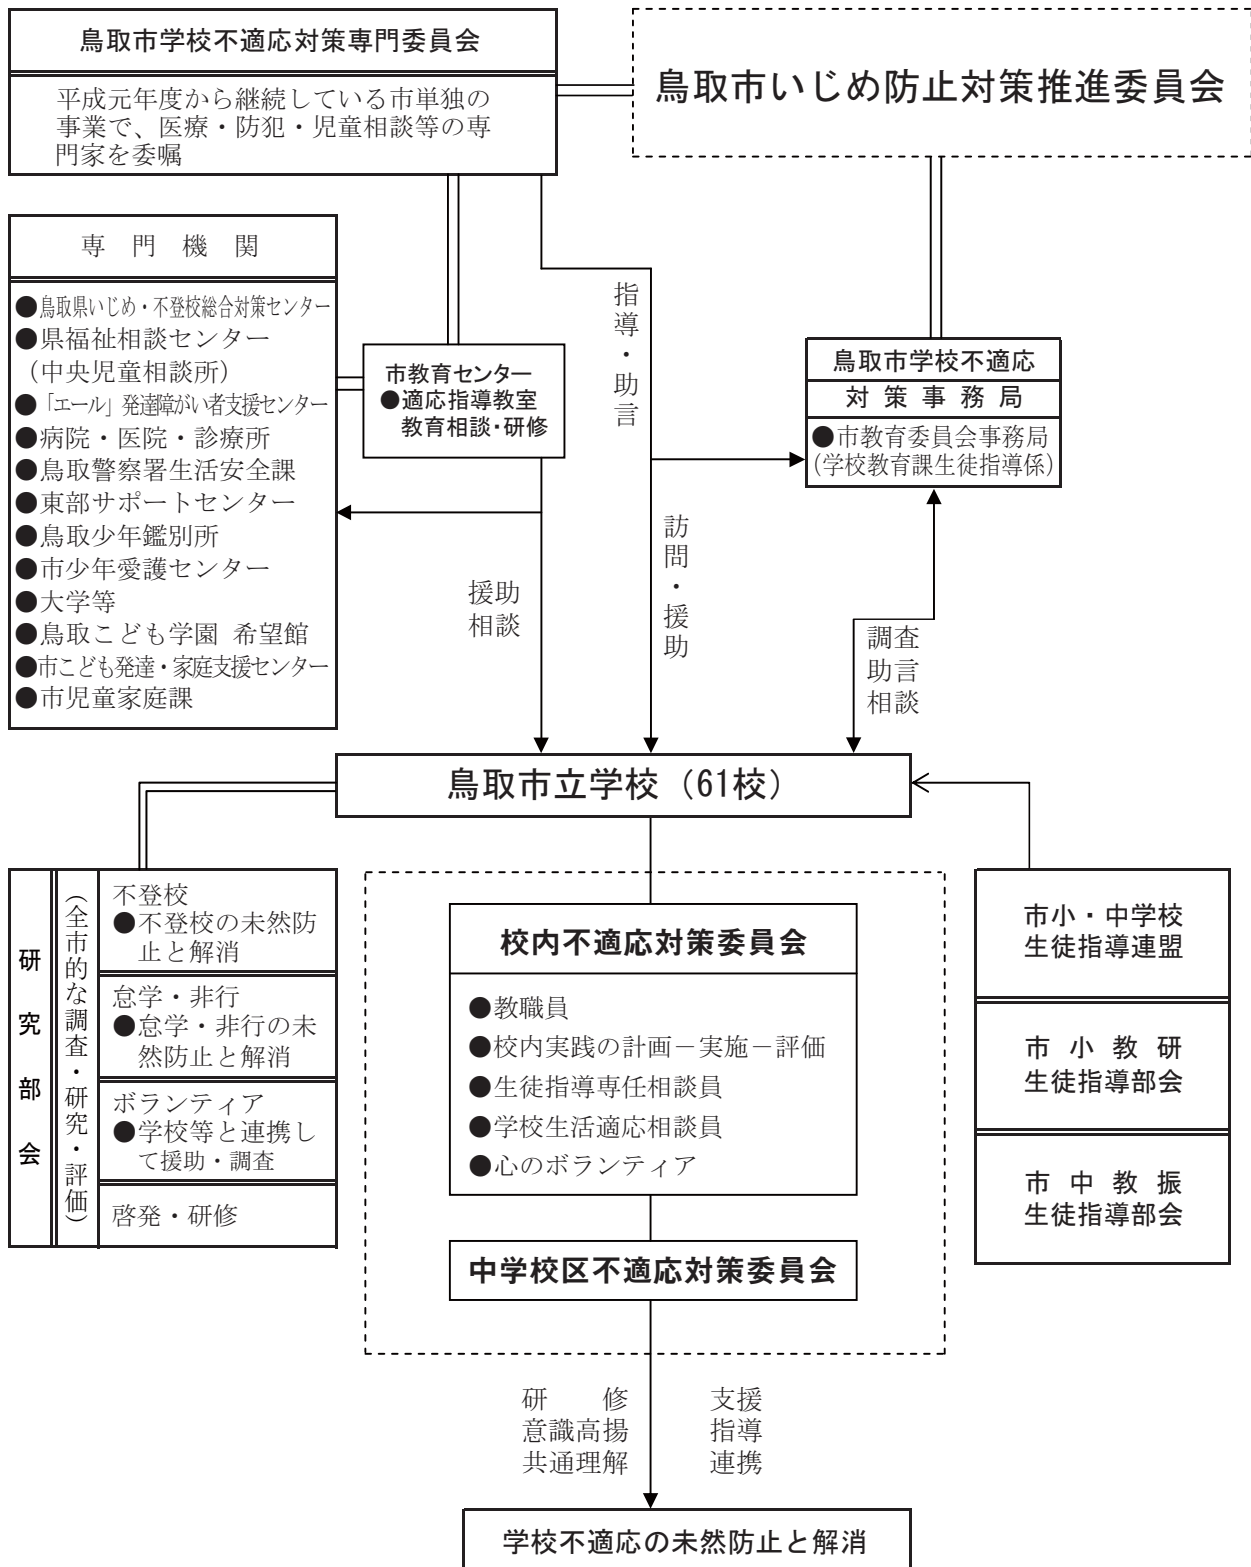 鳥取市学校不適応対策専門委員会
平成元年度から継続している市単独の
事業で、医療・防犯・児童相談等の専
門家を委嘱
鳥取市いじめ防止対策推進委員会
専門機関
●鳥取県いじめ・不登校総合対策センター
●県福祉相談センター
（中央児童相談所）
●「エール」発達障がい者支援センター
●病院・医院・診療所
●鳥取警察署生活安全課
●東部サポートセンター
●鳥取少年鑑別所
●市少年愛護センター
●大学等
●鳥取こども学園 希望館
●市こども発達・家庭支援センター
●市児童家庭課
市教育センター
●適応指導教室
教育相談・研修
指導・助言
訪問・援助
鳥取市学校不適応
対策事務局
●市教育委員会事務局
（学校教育課生徒指導係）
援助
相談
調査
助言
相談
鳥取市立学校（61校）
研究部会
（全市的な調査・研究・評価）
不登校
●不登校の未然防
止と解消
怠学・非行
●怠学・非行の未
然防止と解消
ボランティア
●学校等と連携し
て援助・調査
啓発・研修
校内不適応対策委員会
●教職員
●校内実践の計画－実施－評価
●生徒指導専任相談員
●学校生活適応相談員
●心のボランティア
中学校区不適応対策委員会
市小・中学校
生徒指導連盟
市小教研
生徒指導部会
市中教振
生徒指導部会
研修
意識高揚
共通理解
支援
指導
連携
学校不適応の未然防止と解消